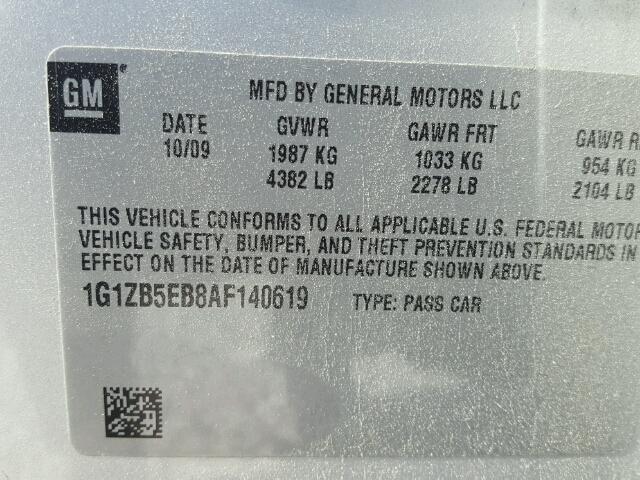 GM
MFD BY GENERAL MOTORS LLC
DATE GVWR GAWR FRT GAWR R
10/09 1987 KG 1033 KG 954 KG
4382 LB 2278 LB 2104 LB
THIS VEHICLE CONFORMS TO ALL APPLICABLE U.S. FEDERAL MOTOR
VEHICLE SAFETY, BUMPER, AND THEFT PREVENTION STANDARDS IN
EFFECT ON THE DATE OF MANUFACTURE SHOWN ABOVE.
1G1ZB5EB8AF140619 TYPE: PASS CAR